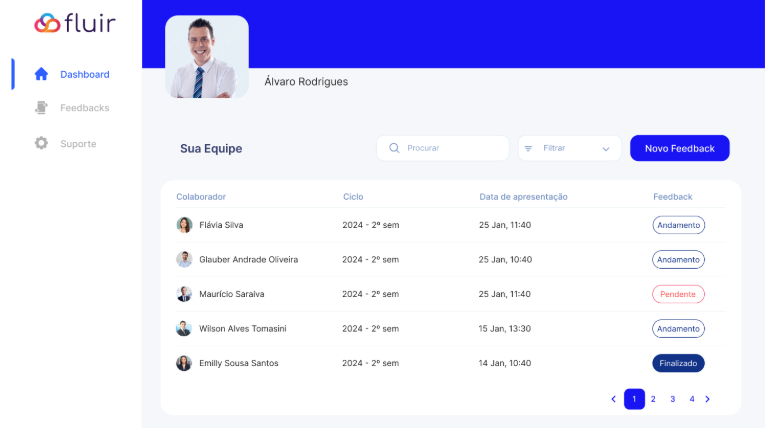 fluir
Dashboard
Feedbacks
Suporte
Álvaro Rodrigues
Sua Equipe
Procurar
Filtrar
Novo Feedback
Colaborador Ciclo Data de apresentação Feedback
Flávia Silva 2024 - 2º sem 25 Jan, 11:40 Andamento
Glauber Andrade Oliveira 2024 - 2º sem 25 Jan, 10:40 Andamento
Maurício Saraiva 2024 - 2º sem 25 Jan, 11:40 Pendente
Wilson Alves Tomasini 2024 - 2º sem 15 Jan, 13:30 Andamento
Emilly Sousa Santos 2024 - 2º sem 14 Jan, 10:40 Finalizado
1 2 3 4